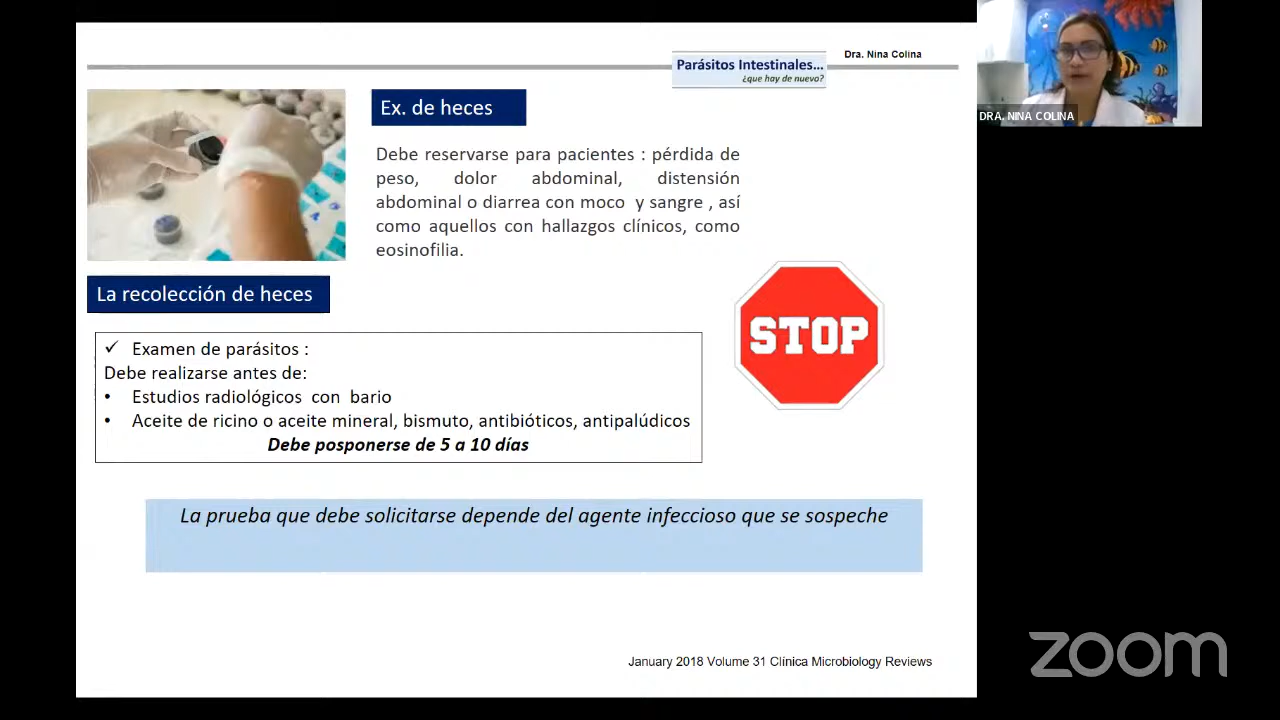 Parásitos Intestinales...
¿que hay de nuevo?
Dra. Nina Colina
DRA. NINA COLINA
Ex. de heces
Debe reservarse para pacientes : pérdida de
peso, dolor abdominal, distensión
abdominal o diarrea con moco y sangre , así
como aquellos con hallazgos clínicos, como
eosinofilia.
La recolección de heces
STOP
✓ Examen de parásitos :
Debe realizarse antes de:
• Estudios radiológicos con bario
• Aceite de ricino o aceite mineral, bismuto, antibióticos, antipalúdicos
Debe posponerse de 5 a 10 días
La prueba que debe solicitarse depende del agente infeccioso que se sospeche
January 2018 Volume 31 Clínica Microbiology Reviews
zoom